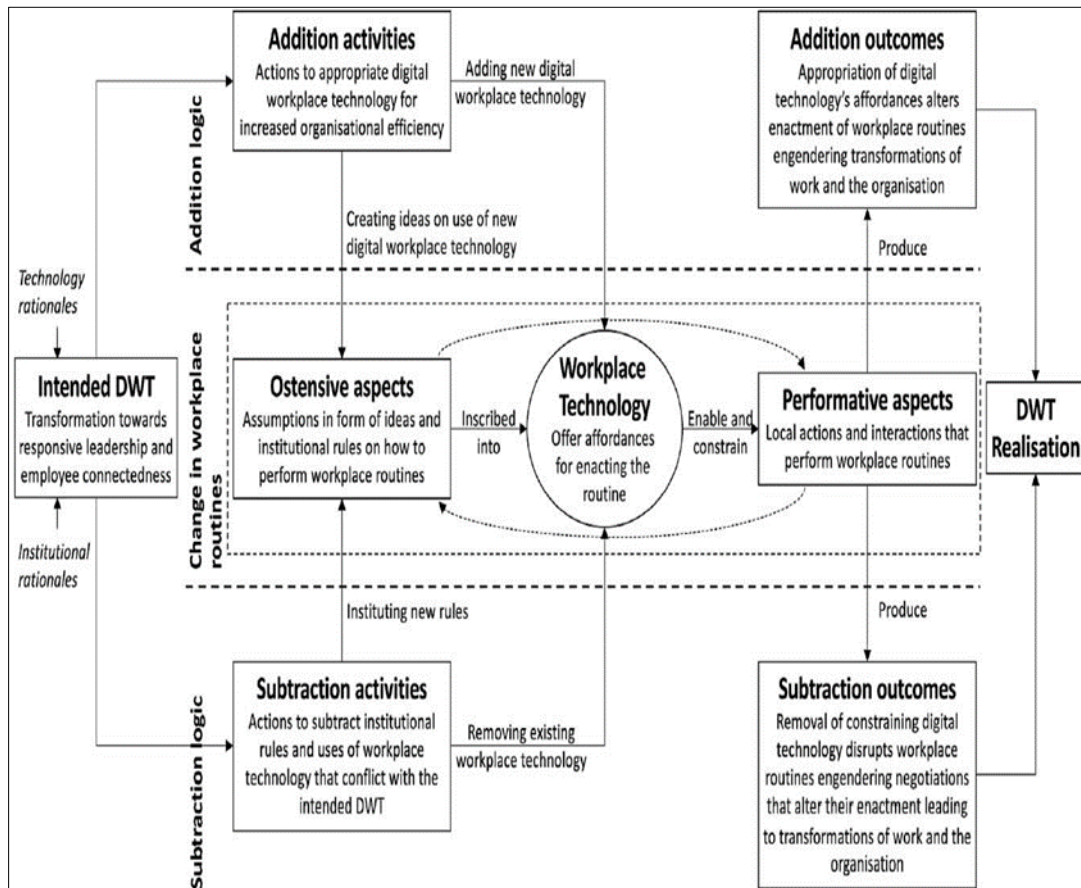 Addition activities
Actions to appropriate digital
workplace technology for
increased organisational efficiency
Adding new digital
workplace technology
Addition outcomes
Appropriation of digital
technology's affordances alters
enactment of workplace routines
engendering transformations of
work and the organisation
Addition logic
Creating ideas on use of new
digital workplace technology
Produce
Technology
rationales
Intended DWT
Transformation towards
responsive leadership and
employee connectedness
Institutional
rationales
Change in workplace
routines
Ostensive aspects
Assumptions in form of ideas and
institutional rules on how to
perform workplace routines
Inscribed
into
Workplace
Technology
Offer affordances
for enacting the
routine
Enable and
constrain
Performative aspects
Local actions and interactions that
perform workplace routines
DWT
Realisation
Instituting new rules
Produce
Subtraction logic
Subtraction activities
Actions to subtract institutional
rules and uses of workplace
technology that conflict with the
intended DWT
Removing existing
workplace technology
Subtraction outcomes
Removal of constraining digital
technology disrupts workplace
routines engendering negotiations
that alter their enactment leading
to transformations of work and the
organisation